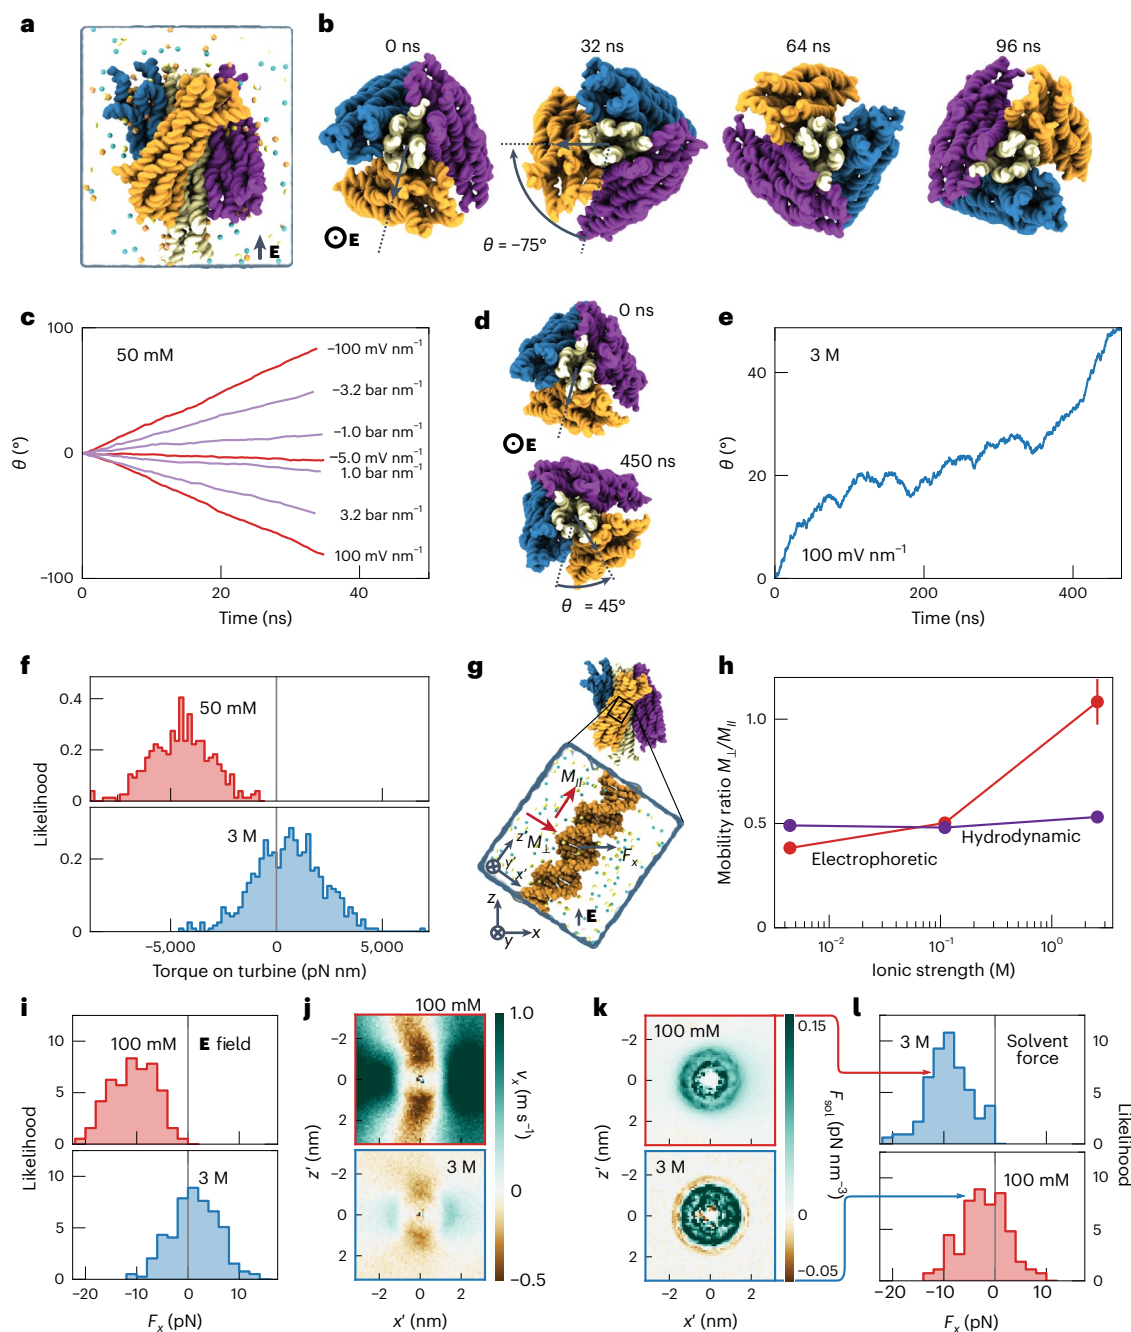 a
E
b
0 ns
32 ns
64 ns
96 ns
E
θ = −75°
c
50 mM
100
0
−100
θ (°)
−100 mV nm⁻¹
−3.2 bar nm⁻¹
−1.0 bar nm⁻¹
−5.0 mV nm⁻¹
1.0 bar nm⁻¹
3.2 bar nm⁻¹
100 mV nm⁻¹
0
20
40
Time (ns)
d
0 ns
E
450 ns
θ = 45°
e
3 M
40
20
0
θ (°)
100 mV nm⁻¹
0
200
400
Time (ns)
f
50 mM
0.4
0.2
0
3 M
0.2
0
Likelihood
−5,000
0
5,000
Torque on turbine (pN nm)
g
M||
M⊥
z′
y′
x′
Fx
z
E
y
x
h
1.0
0.5
0
Mobility ratio M⊥/M||
Electrophoretic
Hydrodynamic
10⁻²
10⁻¹
10⁰
Ionic strength (M)
i
100 mM
E field
10
5
0
3 M
10
5
0
Likelihood
−20
−10
0
10
Fx (pN)
j
100 mM
−2
0
2
3 M
−2
0
2
z′ (nm)
−2
0
2
x′ (nm)
1.0
0
−0.5
vx (m s⁻¹)
k
100 mM
−2
0
2
3 M
−2
0
2
z′ (nm)
−2
0
2
x′ (nm)
0.15
0
−0.05
Fsol (pN nm⁻³)
l
3 M
Solvent
force
10
5
0
100 mM
10
5
0
Likelihood
−20
−10
0
10
Fx (pN)